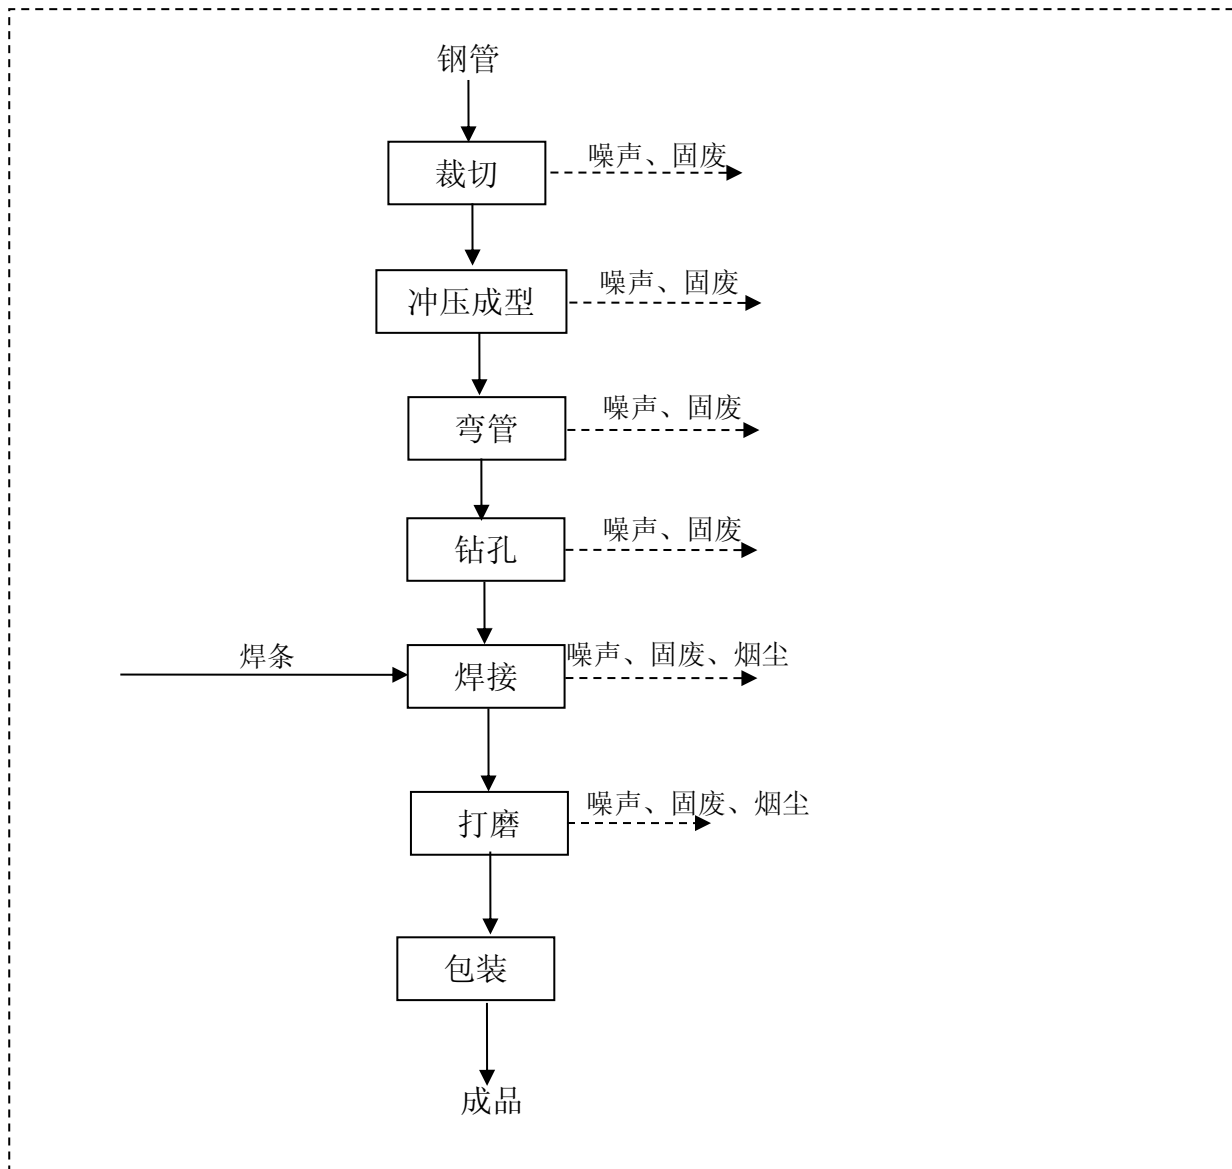 钢管
噪声、固废
裁切
噪声、固废
冲压成型
噪声、固废
弯管
噪声、固废
钻孔
焊条
噪声、固废、烟尘
焊接
噪声、固废、烟尘
打磨
包装
成品